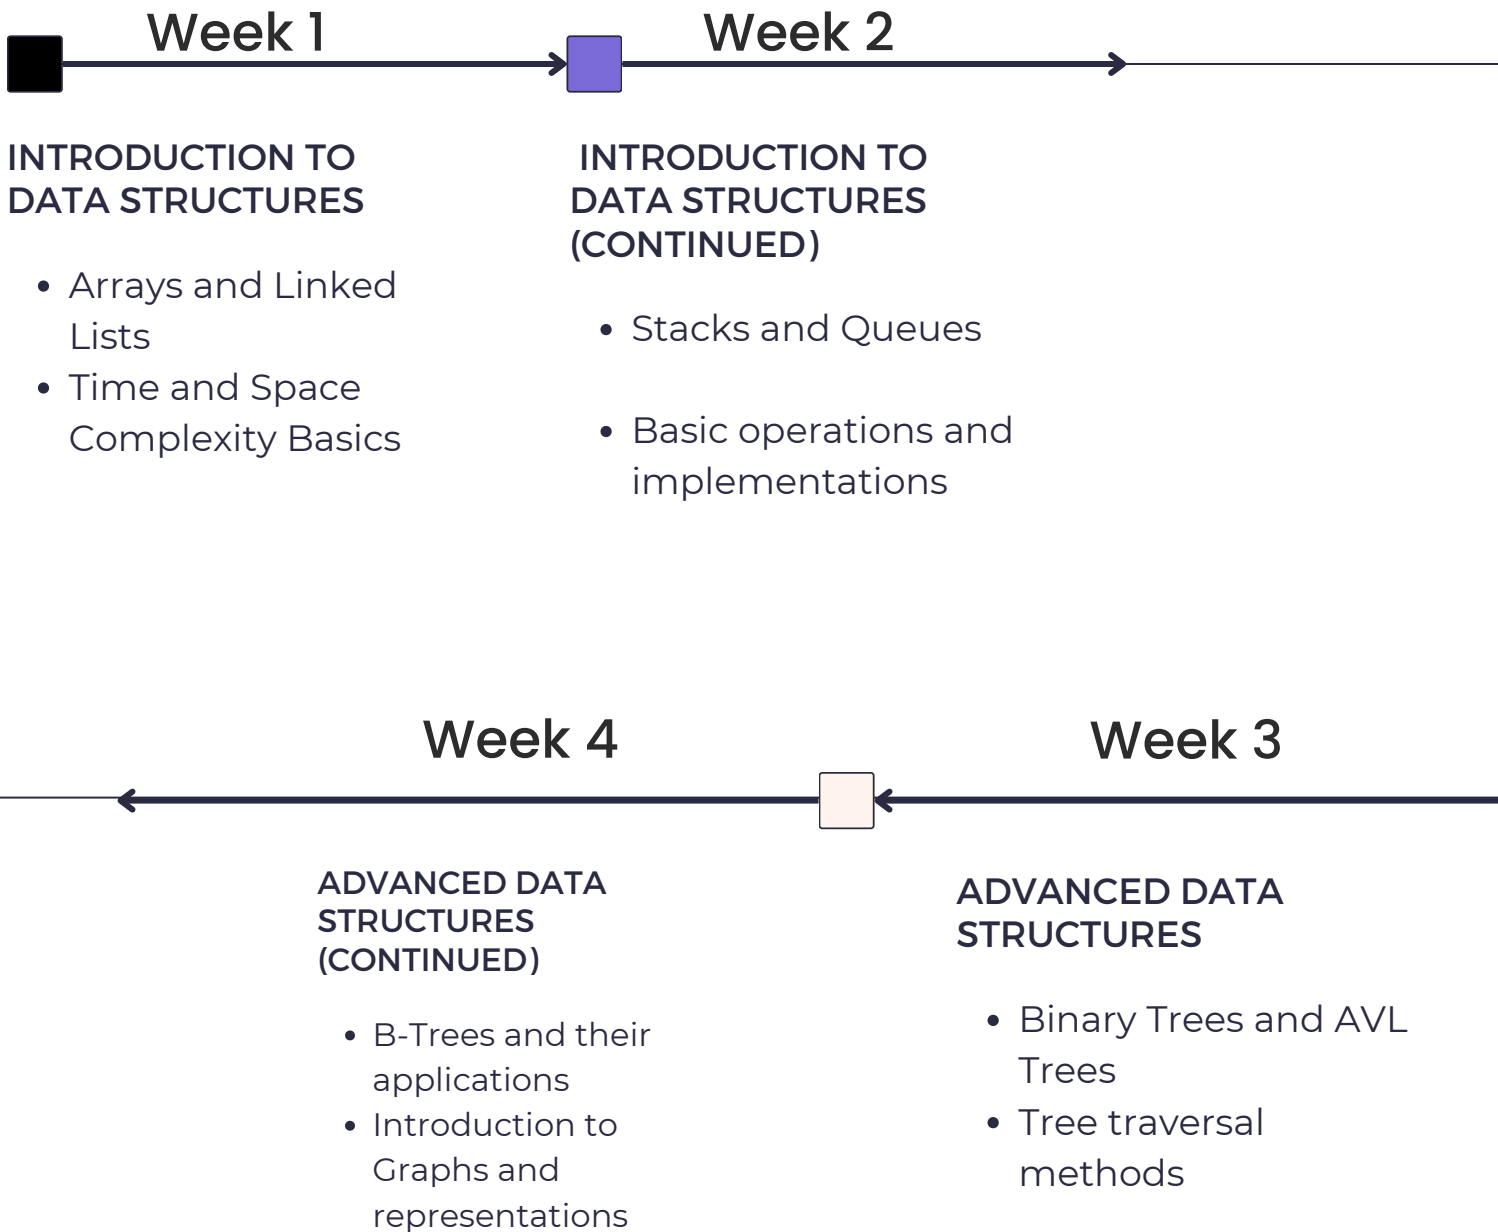 Week 1
INTRODUCTION TO
DATA STRUCTURES
• Arrays and Linked
Lists
• Time and Space
Complexity Basics
Week 2
INTRODUCTION TO
DATA STRUCTURES
(CONTINUED)
• Stacks and Queues
• Basic operations and
implementations
Week 3
ADVANCED DATA
STRUCTURES
• Binary Trees and AVL
Trees
• Tree traversal
methods
Week 4
ADVANCED DATA
STRUCTURES
(CONTINUED)
• B-Trees and their
applications
• Introduction to
Graphs and
representations